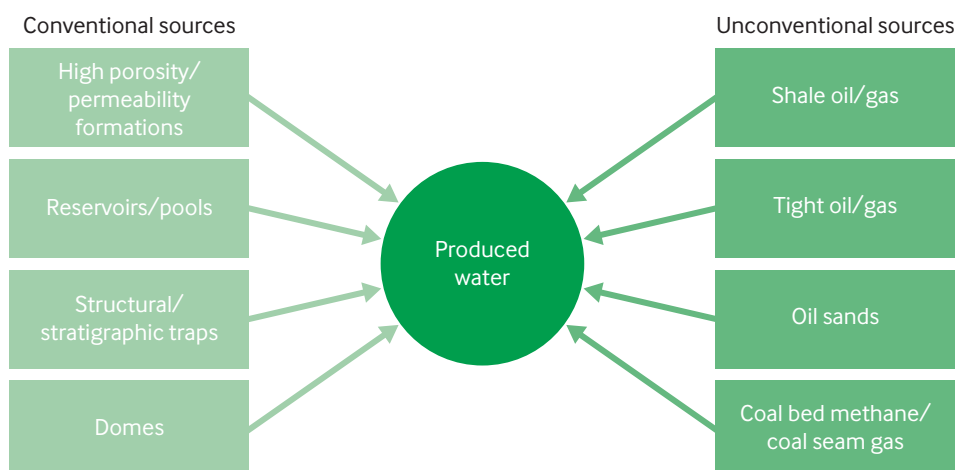 Conventional sources
High porosity/
permeability
formations
Reservoirs/pools
Structural/
stratigraphic traps
Domes
Produced
water
Unconventional sources
Shale oil/gas
Tight oil/gas
Oil sands
Coal bed methane/
coal seam gas